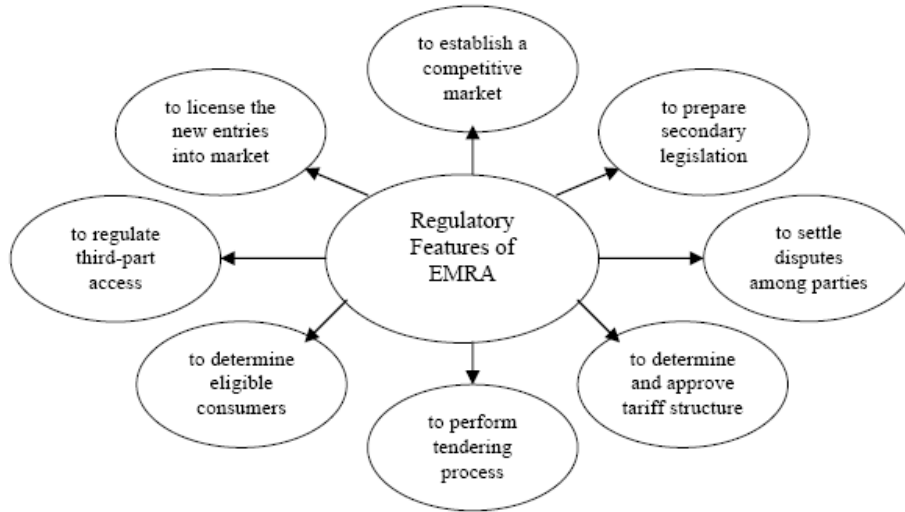 to establish a
competitive
market
to license the
new entries
into market
to prepare
secondary
legislation
Regulatory
Features of
EMRA
to regulate
third-part
access
to settle
disputes
among parties
to determine
eligible
consumers
to determine
and approve
tariff structure
to perform
tendering
process